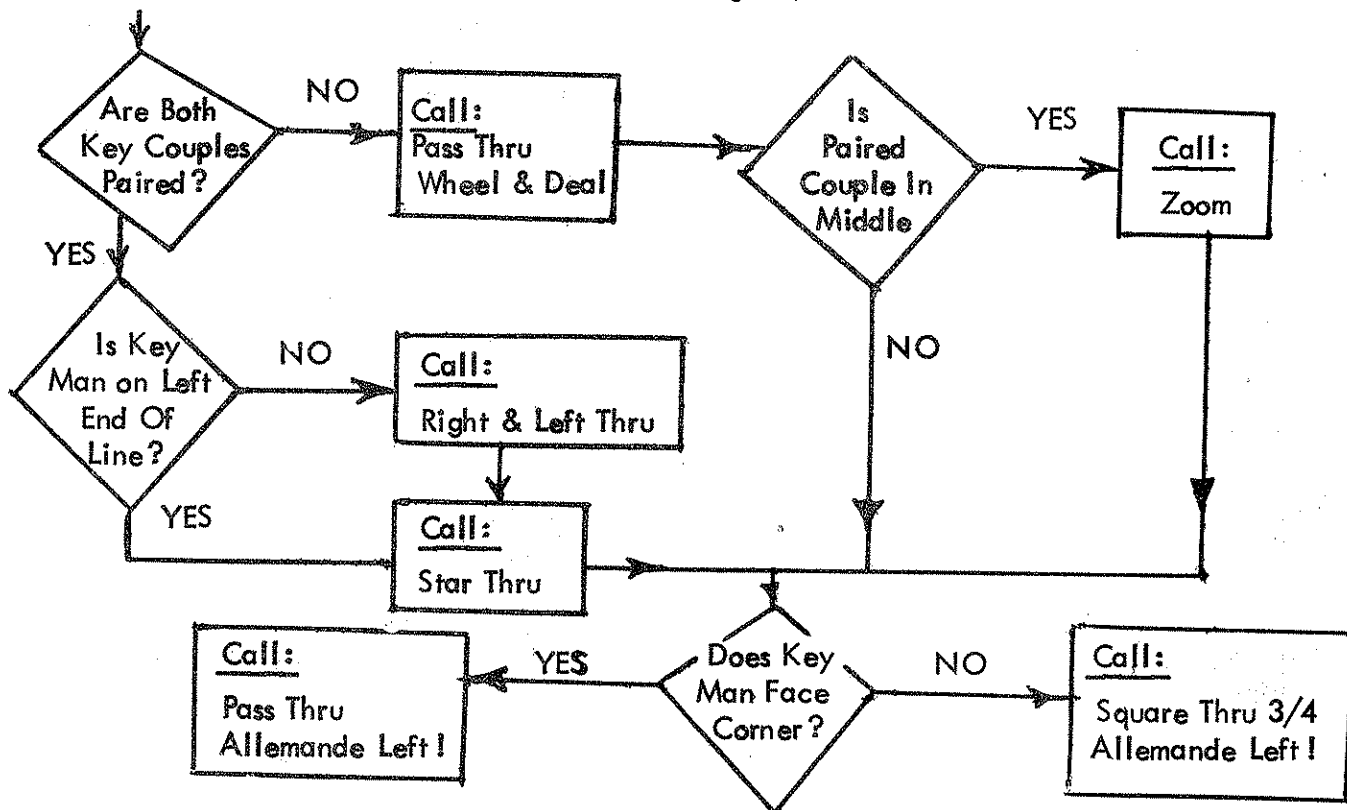 Are Both
Key Couples
Paired?
NO
Call:
Pass Thru
Wheel & Deal
Is
Paired
Couple In
Middle
YES
Call:
Zoom
YES
NO
Is Key
Man on Left
End Of
Line?
NO
Call:
Right & Left Thru
YES
Call:
Star Thru
Does Key
Man Face
Corner?
YES
Call:
Pass Thru
Allemande Left!
NO
Call:
Square Thru 3/4
Allemande Left!